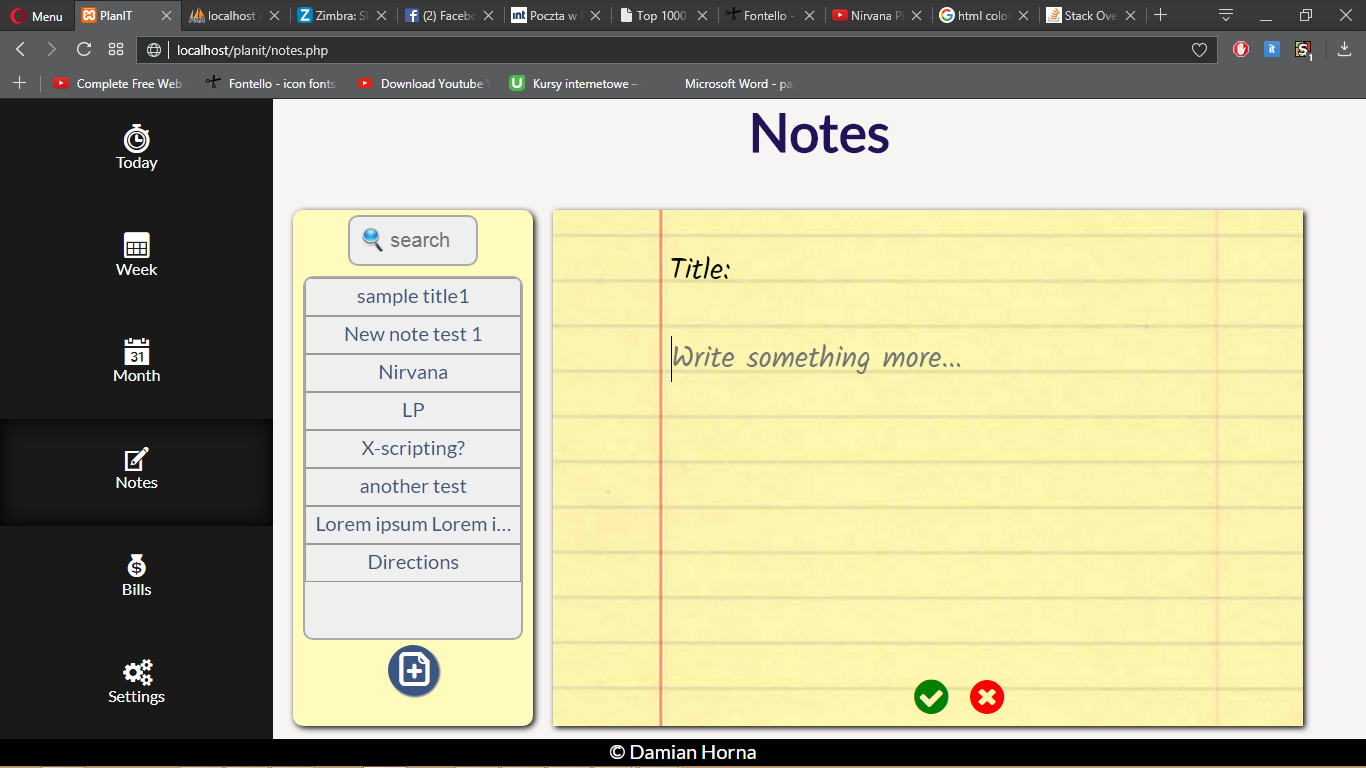 Menu
PlanIT
localhost /
Zimbra: S
(2) Facebo
Poczta w
Top 1000
Fontello -
Nirvana P
html colo
Stack Ove
localhost/planit/notes.php
Complete Free Web
Fontello - icon fonts
Download Youtube
Kursy internetowe –
Microsoft Word - pa
Today
Week
31
Month
Notes
Bills
Settings
Notes
search
sample title1
New note test 1
Nirvana
LP
X-scripting?
another test
Lorem ipsum Lorem i...
Directions
Title:
Write something more...
© Damian Horna